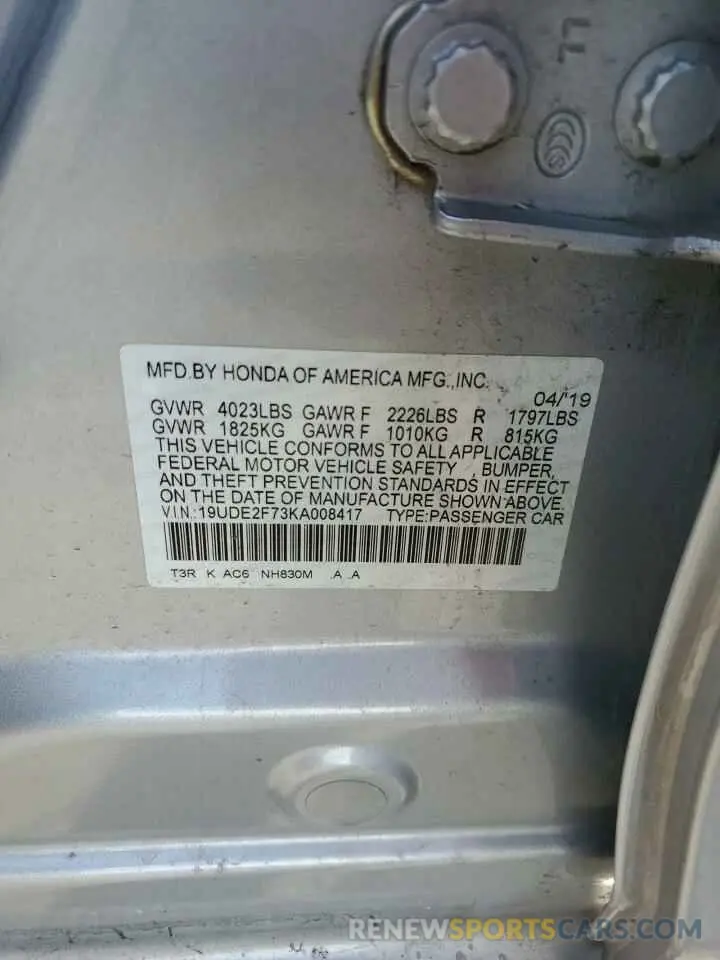 MFD.BY HONDA OF AMERICA MFG.,INC.
04/'19
GVWR 4023LBS GAWR F 2226LBS R 1797LBS
GVWR 1825KG GAWR F 1010KG R 815KG
THIS VEHICLE CONFORMS TO ALL APPLICABLE
FEDERAL MOTOR VEHICLE SAFETY , BUMPER,
AND THEFT PREVENTION STANDARDS IN EFFECT
ON THE DATE OF MANUFACTURE SHOWN ABOVE.
V.I.N.:19UDE2F73KA008417 TYPE:PASSENGER CAR
T3R K AC6 NH830M .A .A
RENEWSPORTSCARS.COM